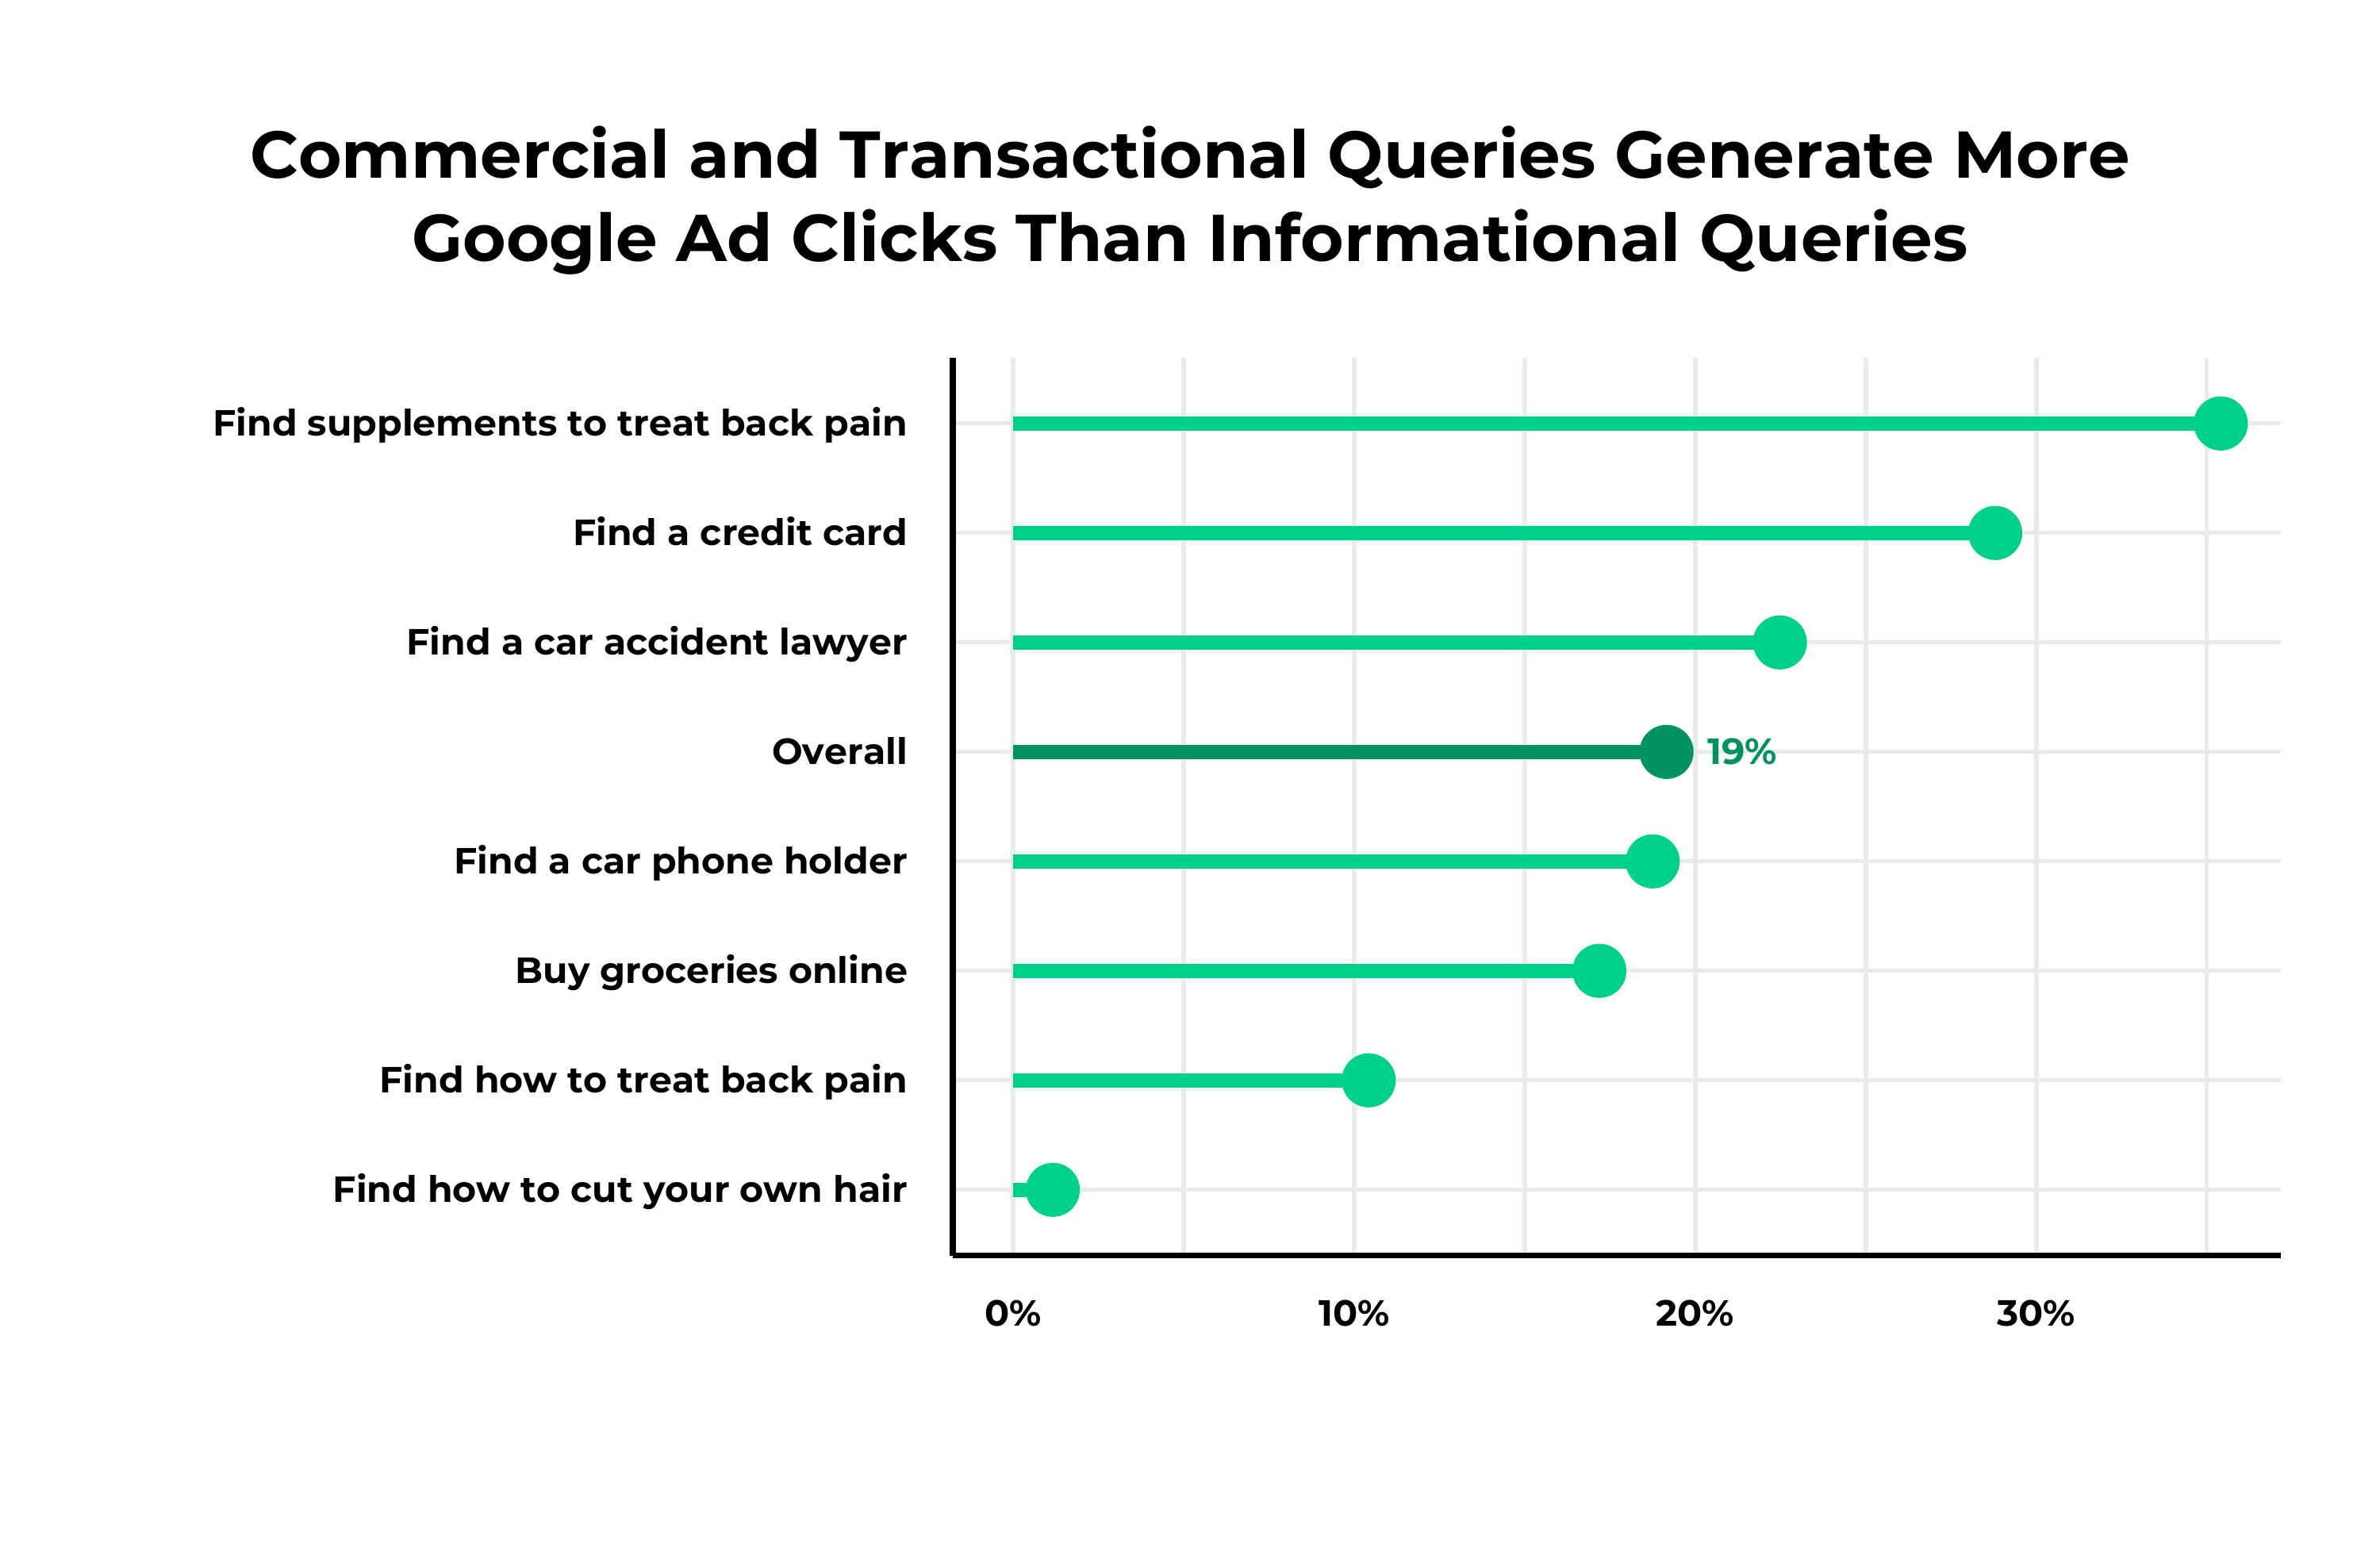 Commercial and Transactional Queries Generate More
Google Ad Clicks Than Informational Queries
Find supplements to treat back pain
Find a credit card
Find a car accident lawyer
Overall
19%
Find a car phone holder
Buy groceries online
Find how to treat back pain
Find how to cut your own hair
0%
10%
20%
30%